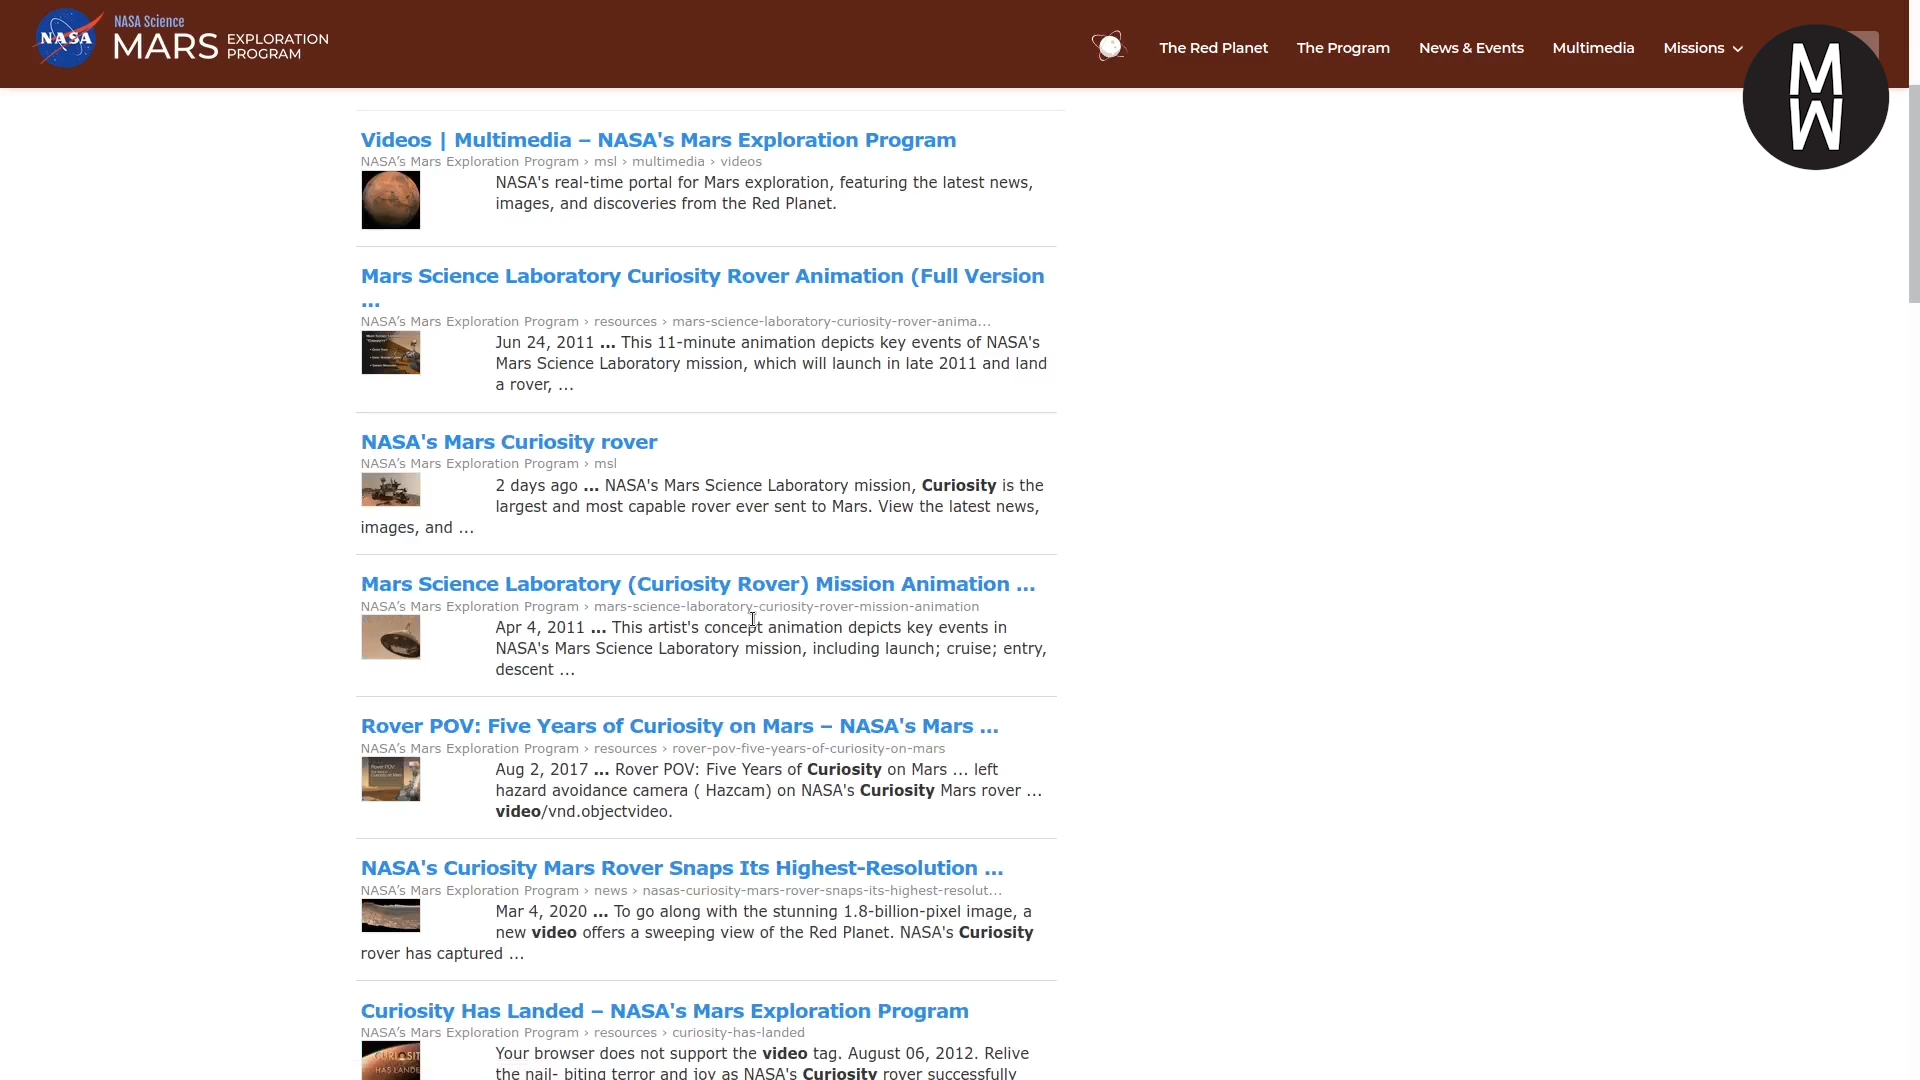 NASA
NASA Science
MARS EXPLORATION PROGRAM
The Red Planet
The Program
News & Events
Multimedia
Missions
M
W
Videos | Multimedia – NASA's Mars Exploration Program
NASA’s Mars Exploration Program › msl › multimedia › videos
NASA's real-time portal for Mars exploration, featuring the latest news,
images, and discoveries from the Red Planet.
Mars Science Laboratory Curiosity Rover Animation (Full Version
...
NASA’s Mars Exploration Program › resources › mars-science-laboratory-curiosity-rover-anima...
Jun 24, 2011 ... This 11-minute animation depicts key events of NASA's
Mars Science Laboratory mission, which will launch in late 2011 and land
a rover, ...
NASA's Mars Curiosity rover
NASA’s Mars Exploration Program › msl
2 days ago ... NASA's Mars Science Laboratory mission, Curiosity is the
largest and most capable rover ever sent to Mars. View the latest news,
images, and ...
Mars Science Laboratory (Curiosity Rover) Mission Animation ...
NASA’s Mars Exploration Program › mars-science-laboratory-curiosity-rover-mission-animation
Apr 4, 2011 ... This artist's concept animation depicts key events in
NASA's Mars Science Laboratory mission, including launch; cruise; entry,
descent ...
Rover POV: Five Years of Curiosity on Mars – NASA's Mars ...
NASA’s Mars Exploration Program › resources › rover-pov-five-years-of-curiosity-on-mars
Aug 2, 2017 ... Rover POV: Five Years of Curiosity on Mars ... left
hazard avoidance camera ( Hazcam) on NASA's Curiosity Mars rover ...
video/vnd.objectvideo.
NASA's Curiosity Mars Rover Snaps Its Highest-Resolution ...
NASA’s Mars Exploration Program › news › nasas-curiosity-mars-rover-snaps-its-highest-resolut...
Mar 4, 2020 ... To go along with the stunning 1.8-billion-pixel image, a
new video offers a sweeping view of the Red Planet. NASA's Curiosity
rover has captured ...
Curiosity Has Landed – NASA's Mars Exploration Program
NASA’s Mars Exploration Program › resources › curiosity-has-landed
Your browser does not support the video tag. August 06, 2012. Relive
the nail- biting terror and joy as NASA's Curiosity rover successfully